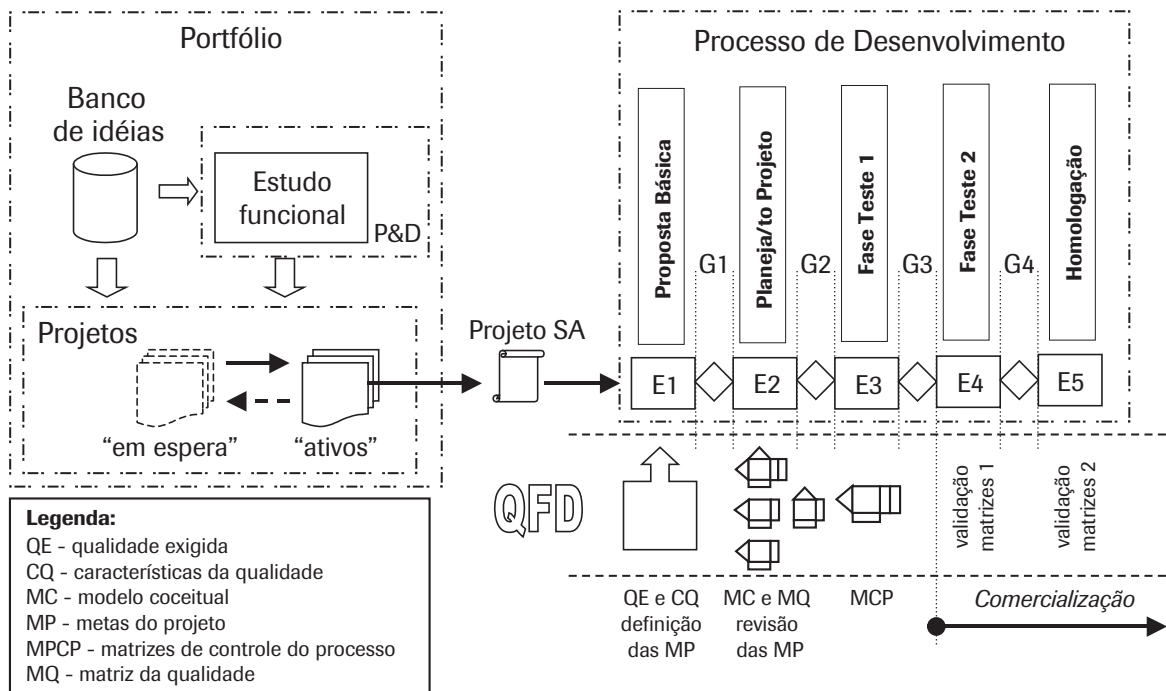 Portfólio
Banco
de idéias
Estudo
funcional
P&D
Projetos
“em espera”
“ativos”
Projeto SA
Processo de Desenvolvimento
Proposta Básica
G1
Planeja/to Projeto
G2
Fase Teste 1
G3
Fase Teste 2
G4
Homologação
E1
E2
E3
E4
E5
QFD
validação
matrizes 1
validação
matrizes 2
QE e CQ
definição
das MP
MC e MQ
revisão
das MP
MCP
Comercialização
Legenda:
QE - qualidade exigida
CQ - características da qualidade
MC - modelo coceitual
MP - metas do projeto
MPCP - matrizes de controle do processo
MQ - matriz da qualidade